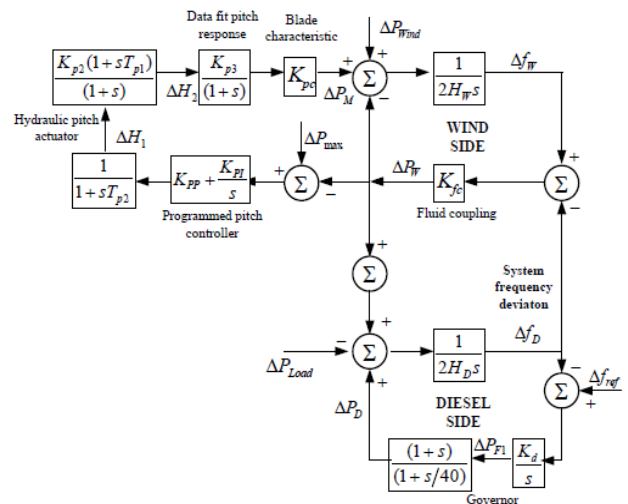 Data fit pitch
response
Blade
characteristic
ΔP_Wind
K_p2(1+sT_p1)
(1+s)
ΔH_2
K_p3
(1+s)
K_pc
+
ΔP_M
Σ
+
−
1
2H_W s
Δf_W
Hydraulic pitch
actuator
ΔH_1
ΔP_max
WIND
SIDE
1
1+sT_p2
K_PP + K_PI
s
+
Σ
−
ΔP_W
K_fc
+
Σ
−
Programmed pitch
controller
Fluid coupling
+
Σ
System
frequency
deviaton
+
−
Σ
+
ΔP_Load
1
2H_D s
Δf_D
−
Σ
+
Δf_ref
ΔP_D
DIESEL
SIDE
(1+s)
(1+s/40)
ΔP_F1
K_d
s
Governor